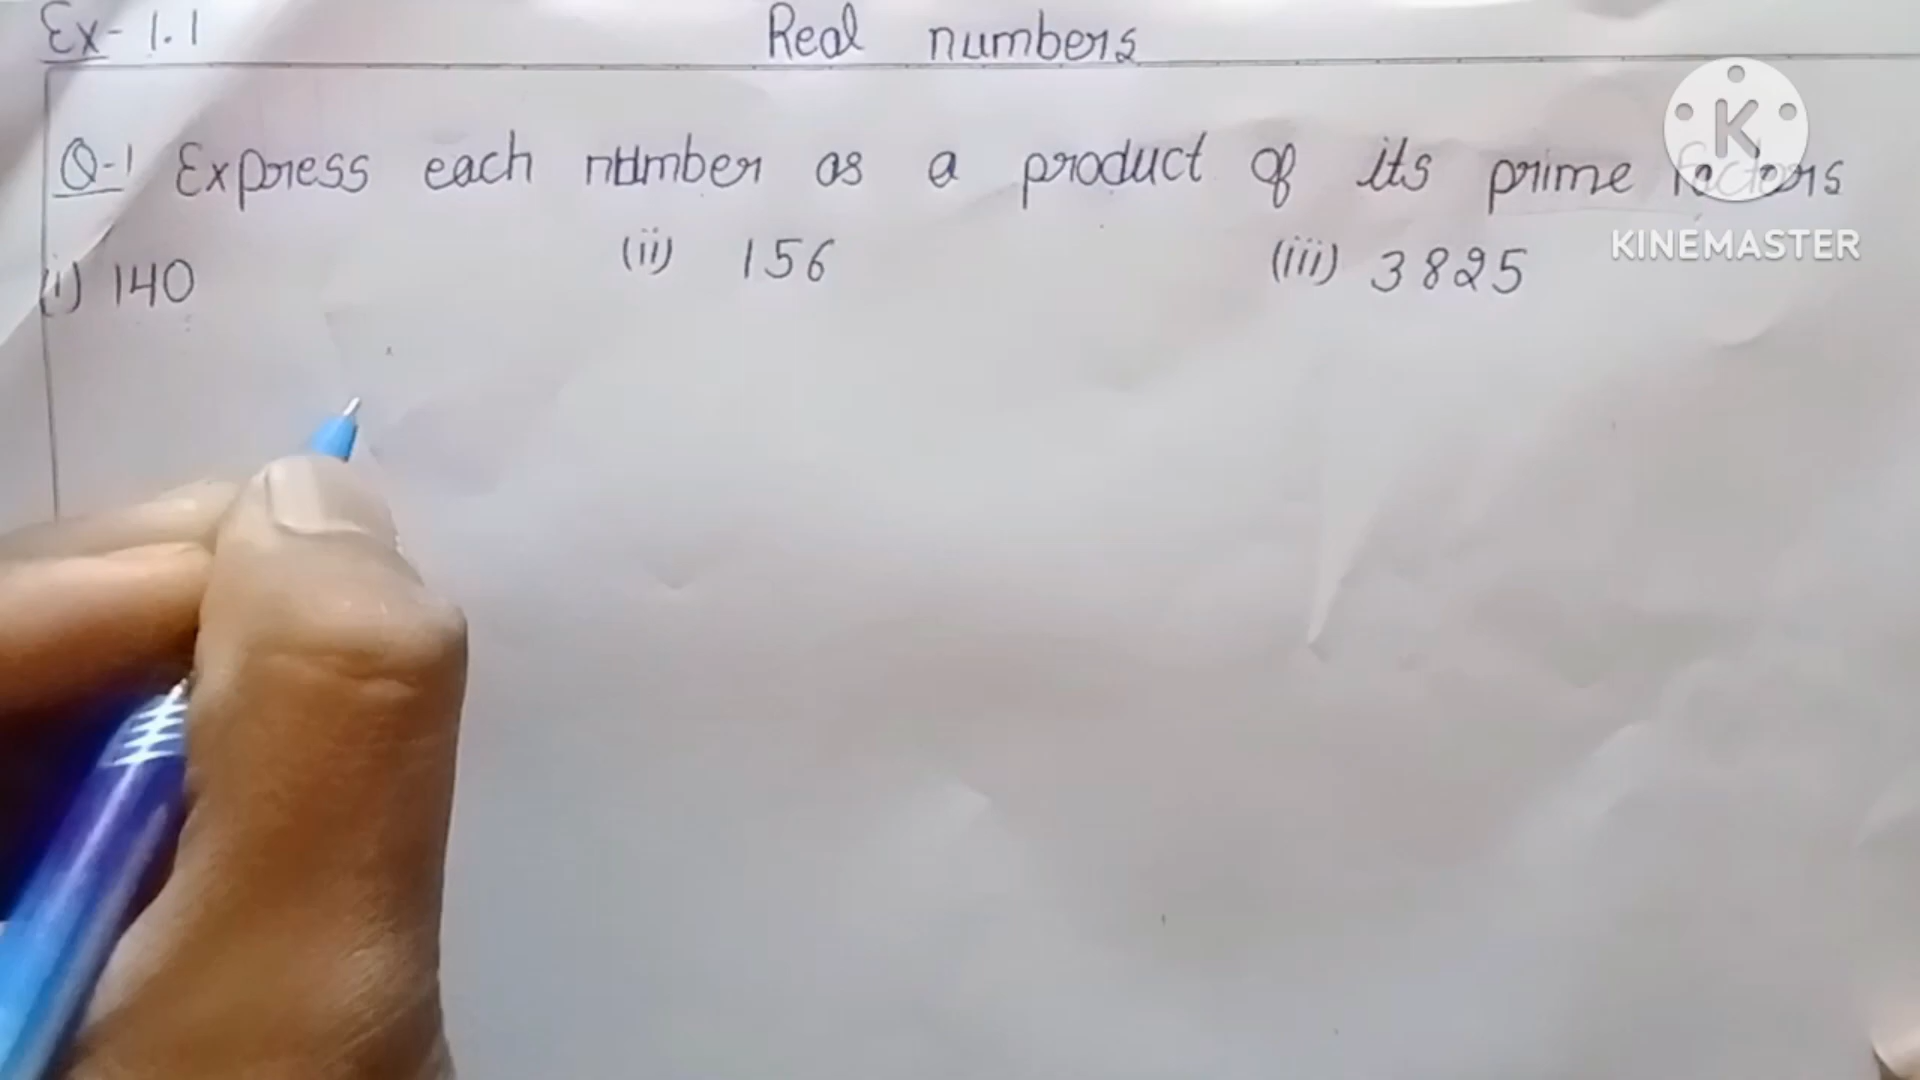 Ex-1.1 Real numbers
Q-1 Express each number as a product of its prime factors
(i) 140 (ii) 156 (iii) 3825
K
KINEMASTER